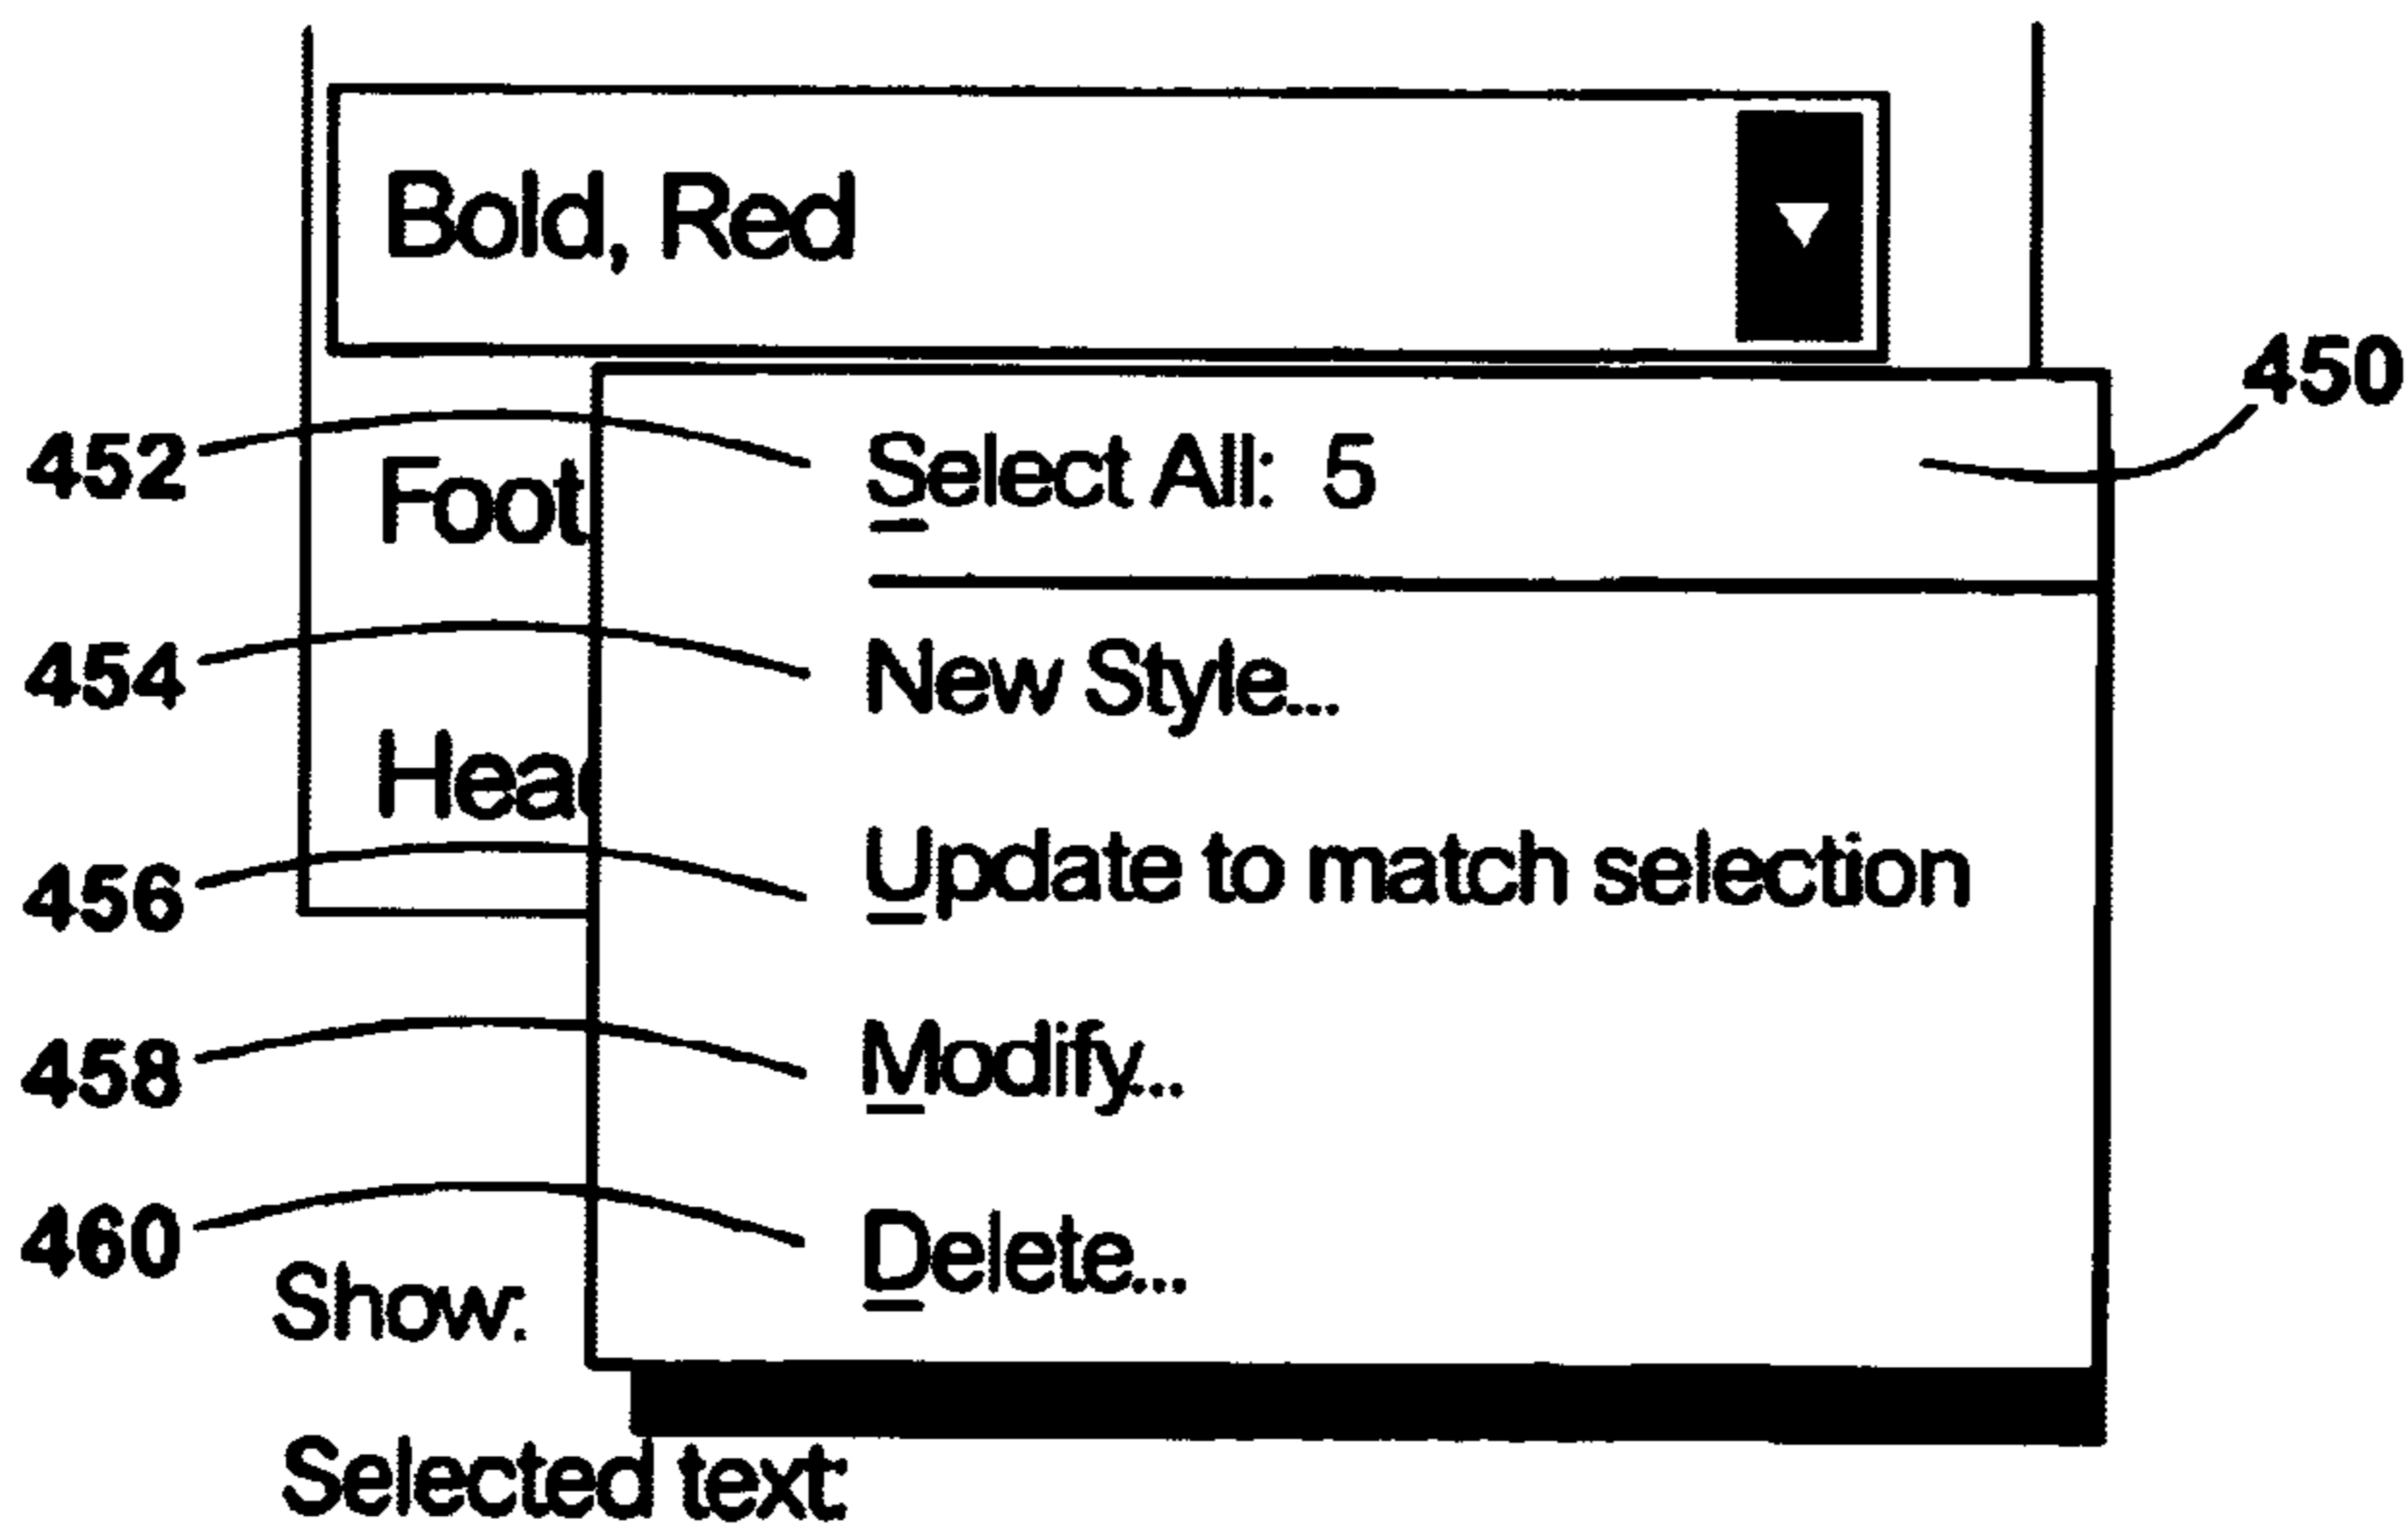 Bold, Red
450
452 Select All: 5
Foot
454 New Style...
Hea
456 Update to match selection
458 Modify...
460 Delete...
Show:
Selected text